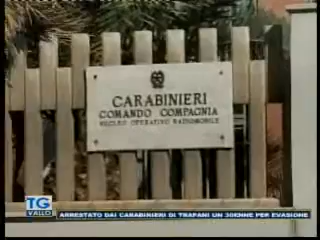 CARABINIERI
COMANDO COMPAGNIA
NUCLEO OPERATIVO RADIOMOBILE
TG
VALLO
ARRESTATO DAI CARABINIERI DI TRAPANI UN 30ENNE PER EVASIONE